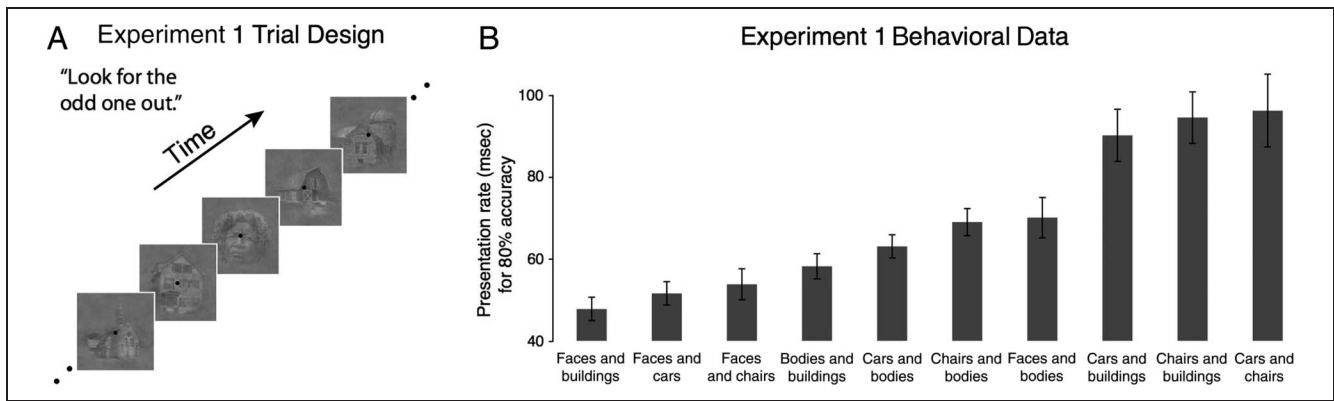 A Experiment 1 Trial Design
"Look for the
odd one out."
Time
B Experiment 1 Behavioral Data
Presentation rate (msec)
for 80% accuracy
100
80
60
40
Faces and
buildings
Faces and
cars
Faces
and chairs
Bodies and
buildings
Cars and
bodies
Chairs and
bodies
Faces and
bodies
Cars and
buildings
Chairs and
buildings
Cars and
chairs